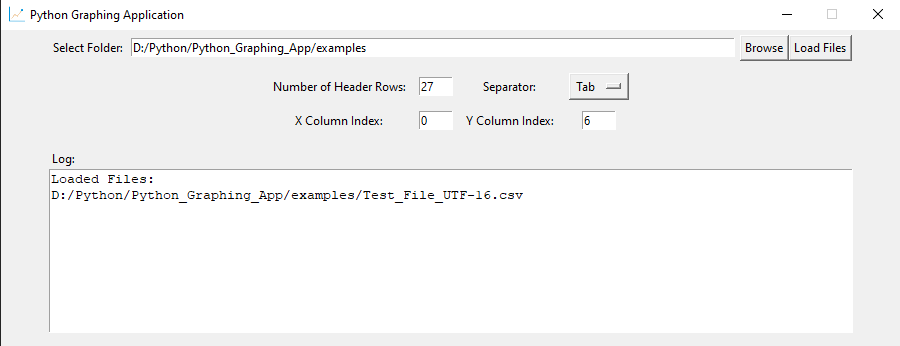 Python Graphing Application
Select Folder: D:/Python/Python_Graphing_App/examples Browse Load Files
Number of Header Rows: 27 Separator: Tab
X Column Index: 0 Y Column Index: 6
Log:
Loaded Files:
D:/Python/Python_Graphing_App/examples/Test_File_UTF-16.csv